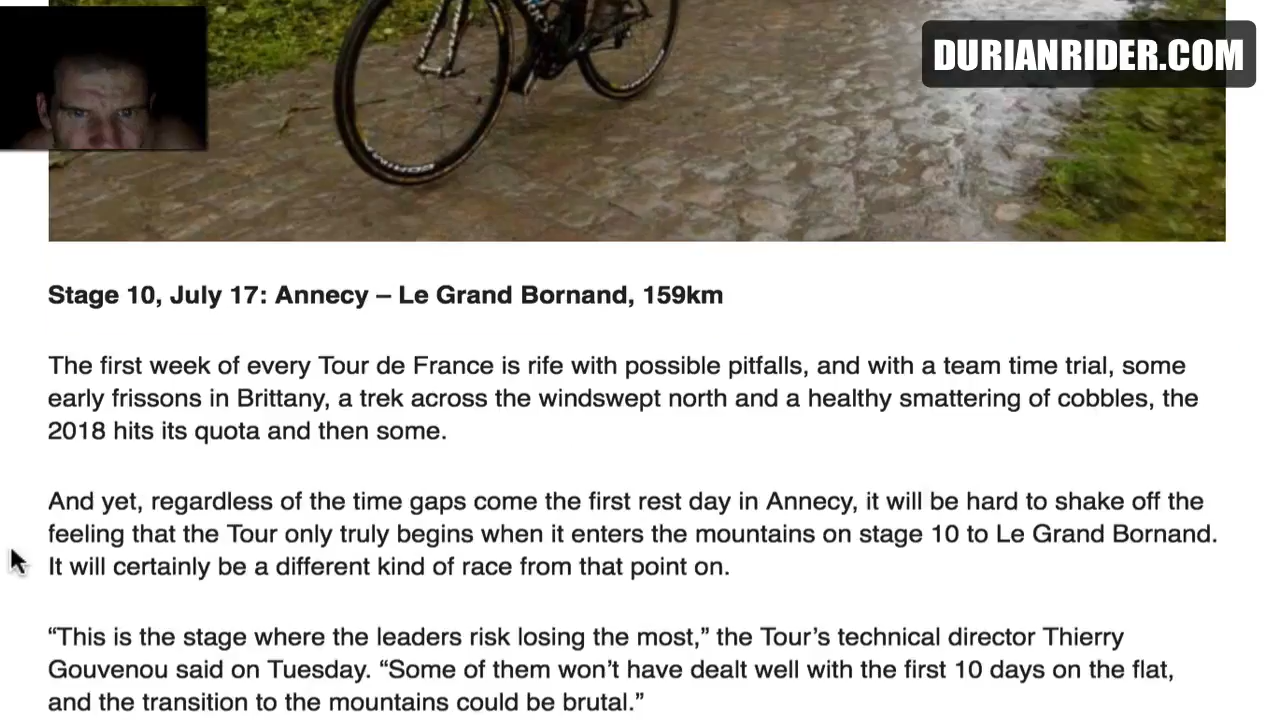 DURIANRIDER.COM
Stage 10, July 17: Annecy – Le Grand Bornand, 159km
The first week of every Tour de France is rife with possible pitfalls, and with a team time trial, some
early frissons in Brittany, a trek across the windswept north and a healthy smattering of cobbles, the
2018 hits its quota and then some.
And yet, regardless of the time gaps come the first rest day in Annecy, it will be hard to shake off the
feeling that the Tour only truly begins when it enters the mountains on stage 10 to Le Grand Bornand.
It will certainly be a different kind of race from that point on.
“This is the stage where the leaders risk losing the most,” the Tour’s technical director Thierry
Gouvenou said on Tuesday. “Some of them won’t have dealt well with the first 10 days on the flat,
and the transition to the mountains could be brutal.”